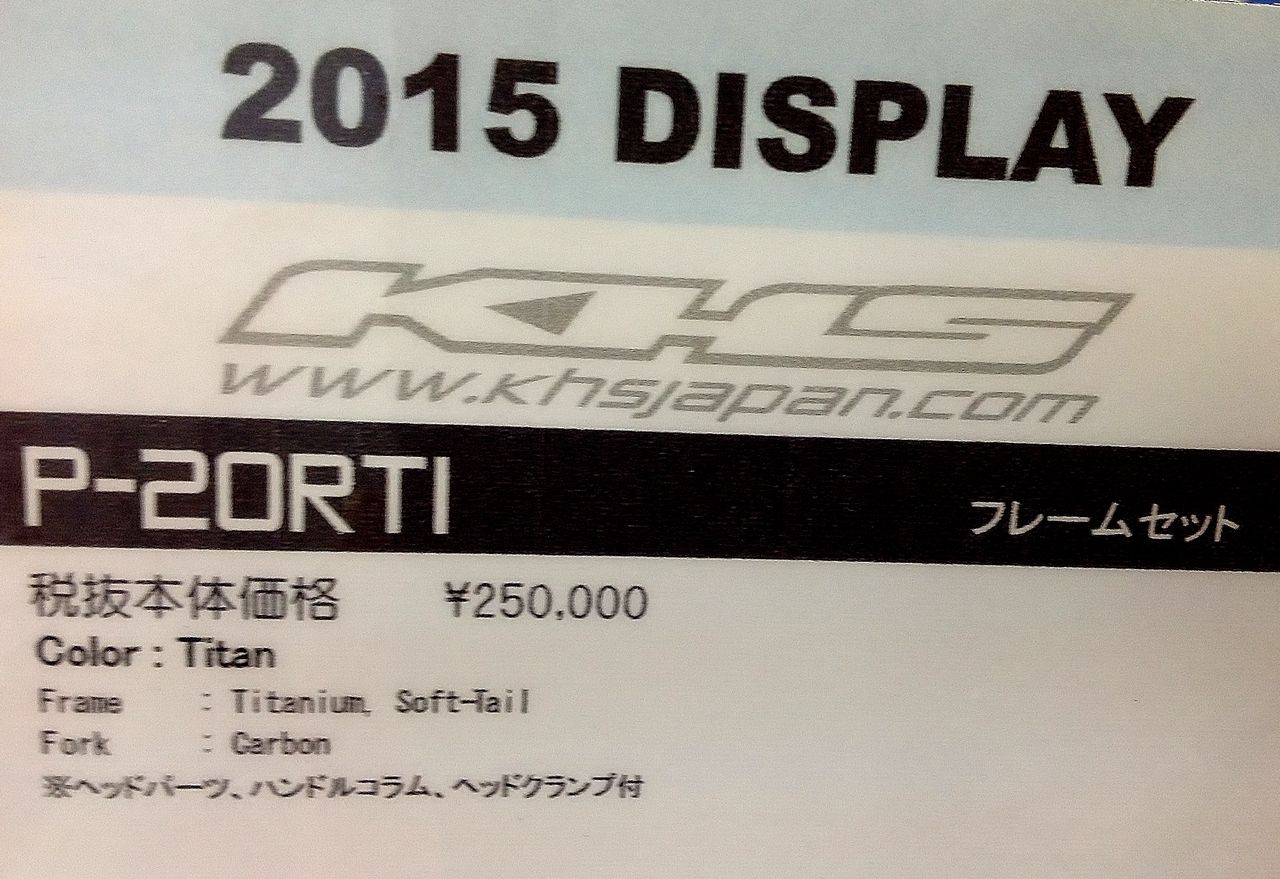 2015 DISPLAY
KHS
www.khsjapan.com
P-20RTI フレームセット
税抜本体価格 ¥250,000
Color : Titan
Frame : Titanium, Soft-Tail
Fork : Carbon
※ヘッドパーツ、ハンドルコラム、ヘッドクランプ付